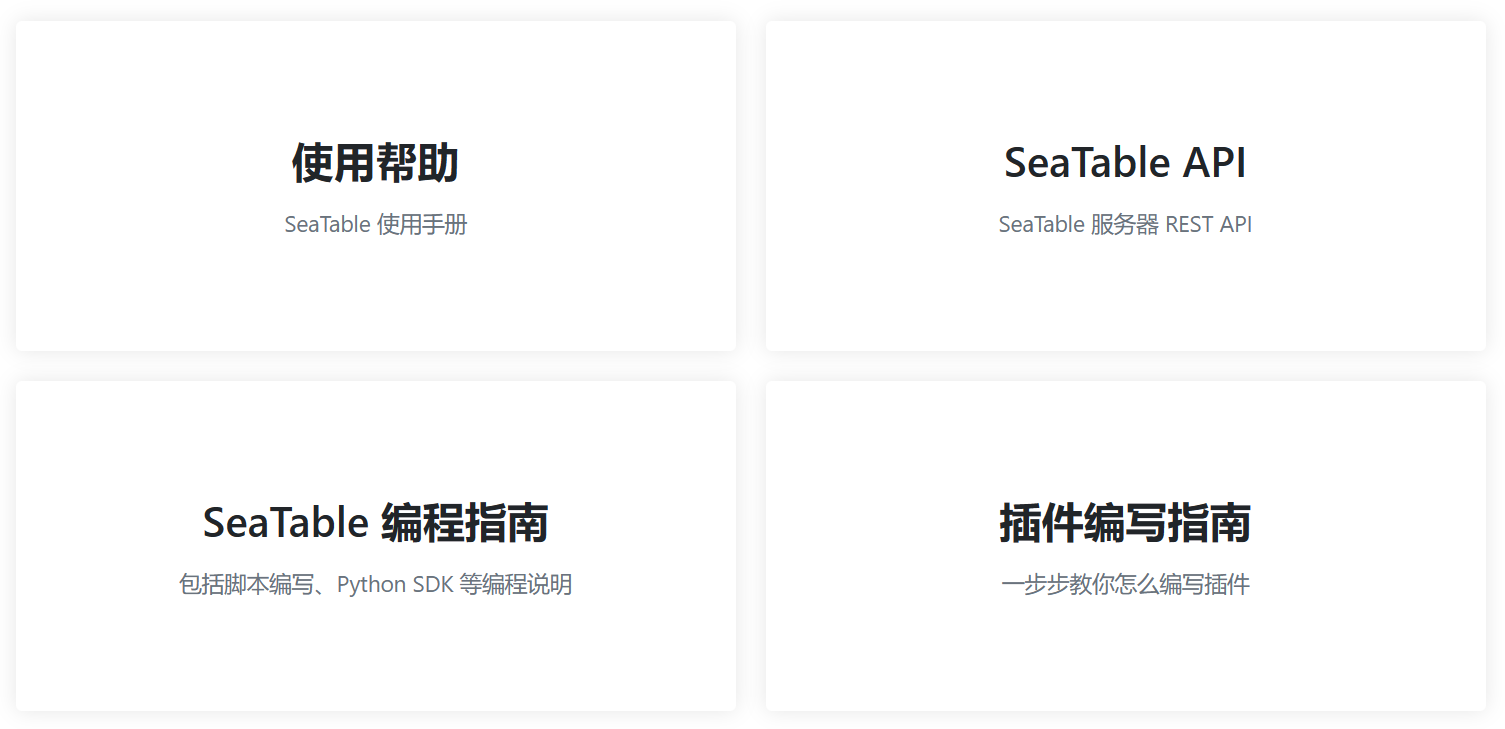 使用帮助
SeaTable 使用手册
SeaTable API
SeaTable 服务器 REST API
SeaTable 编程指南
包括脚本编写、Python SDK 等编程说明
插件编写指南
一步步教你怎么编写插件